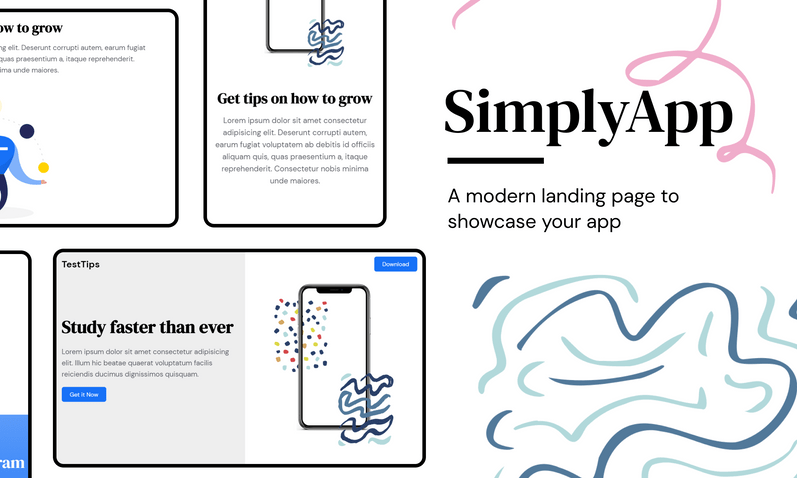 ow to grow
ng elit. Deserunt corrupti autem, earum fugiat
quas praesentium a, itaque reprehenderit.
ima unde maiores.
Get tips on how to grow
Lorem ipsum dolor sit amet consectetur
adipisicing elit. Deserunt corrupti autem,
earum fugiat voluptatem ab debitis id officiis
aliquam quis, quas praesentium a, itaque
reprehenderit. Consectetur nobis minima
unde maiores.
SimplyApp
A modern landing page to
showcase your app
TestTips
Download
Study faster than ever
Lorem ipsum dolor sit amet consectetur adipisicing
elit. Illum hic beatae quaerat voluptatum facilis
reiciendis ducimus dignissimos quisquam.
Get it Now
ram